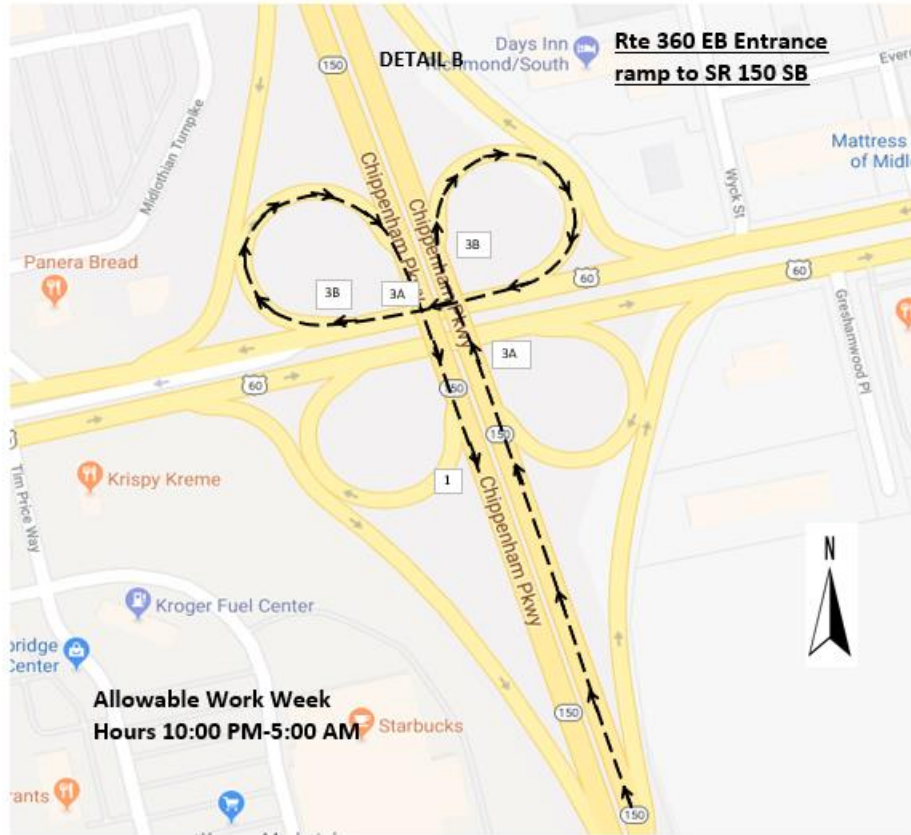 150
DETAIL B
Days Inn
Richmond/South
Rte 360 EB Entrance
ramp to SR 150 SB
Midlothian Turnpike
Mattress
of Midl
Chippenham Pkwy
Chippenham Pkwy
Wyck St
3B
Panera Bread
3B
3A
60
60
Greshamwood Pl
3A
60
150
Krispy Kreme
150
1
Chippenham Pkwy
Tim Price Way
N
Kroger Fuel Center
bridge
Center
Allowable Work Week
Hours 10:00 PM-5:00 AM
Starbucks
150
rants
150